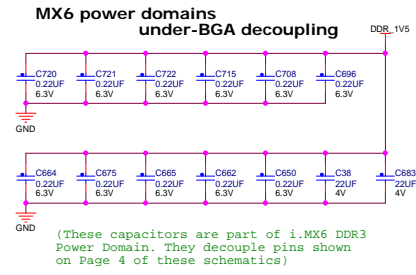 MX6 power domains
under-BGA decoupling
DDR_1V5
C720 C721 C722 C715 C708 C696
0.22UF 0.22UF 0.22UF 0.22UF 0.22UF 0.22UF
6.3V 6.3V 6.3V 6.3V 6.3V 6.3V
GND
C664 C675 C665 C662 C650 C38 C683
0.22UF 0.22UF 0.22UF 0.22UF 0.22UF 22UF 22UF
6.3V 6.3V 6.3V 6.3V 6.3V 4V 4V
GND
(These capacitors are part of i.MX6 DDR3
Power Domain. They decouple pins shown
on Page 4 of these schematics)